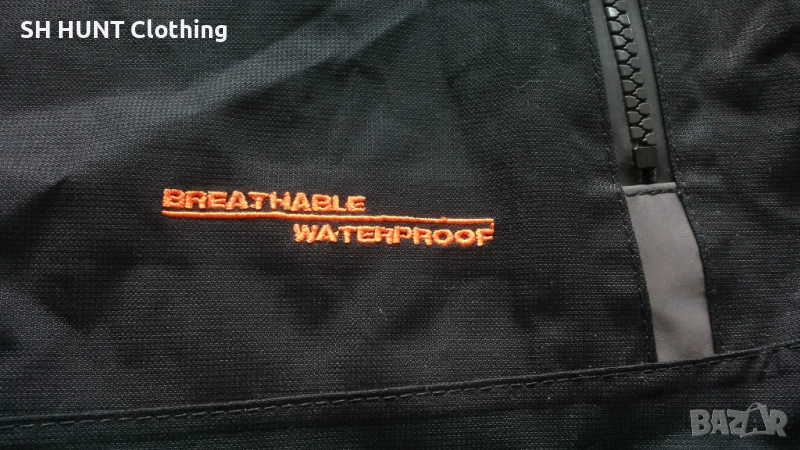 SH HUNT Clothing
BREATHABLE
WATERPROOF
BAZAR